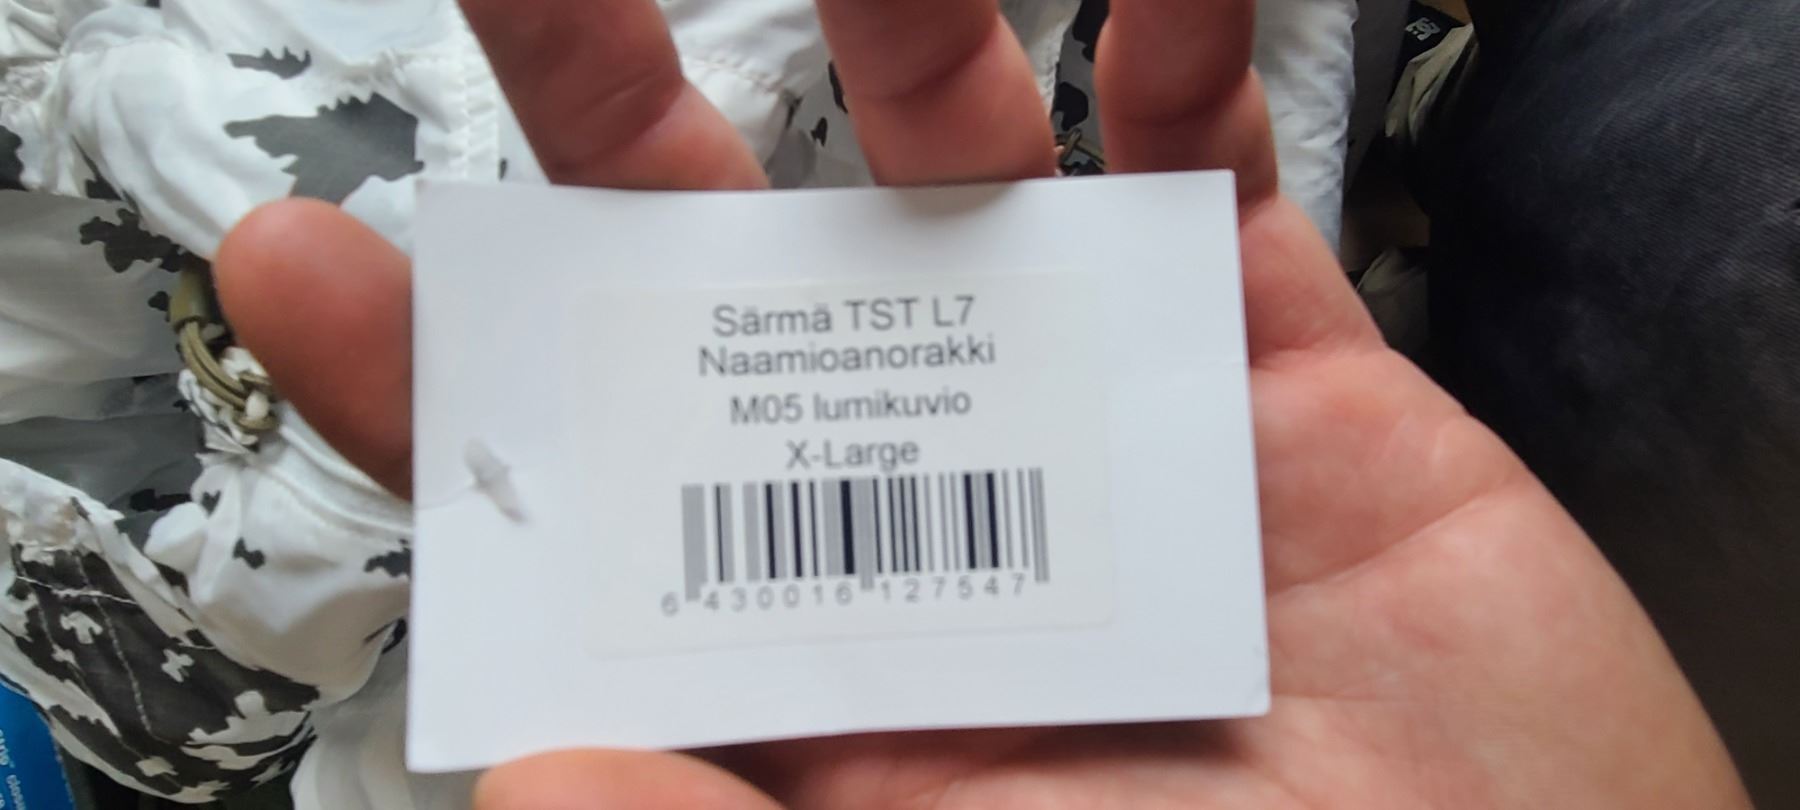 Särmä TST L7
Naamioanorakki
M05 lumikuvio
X-Large
6 430016 127547